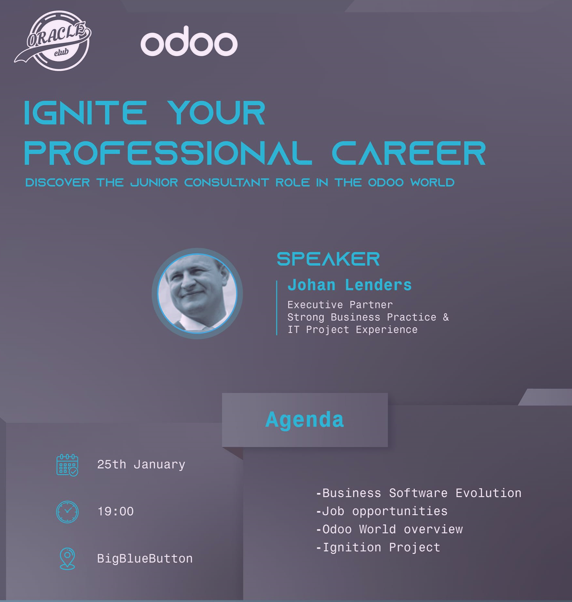 ORACLE
club
odoo
IGNITE YOUR
PROFESSIONAL CAREER
DISCOVER THE JUNIOR CONSULTANT ROLE IN THE ODOO WORLD
SPEAKER
Johan Lenders
Executive Partner
Strong Business Practice &
IT Project Experience
Agenda
25th January
19:00
BigBlueButton
-Business Software Evolution
-Job opportunities
-Odoo World overview
-Ignition Project